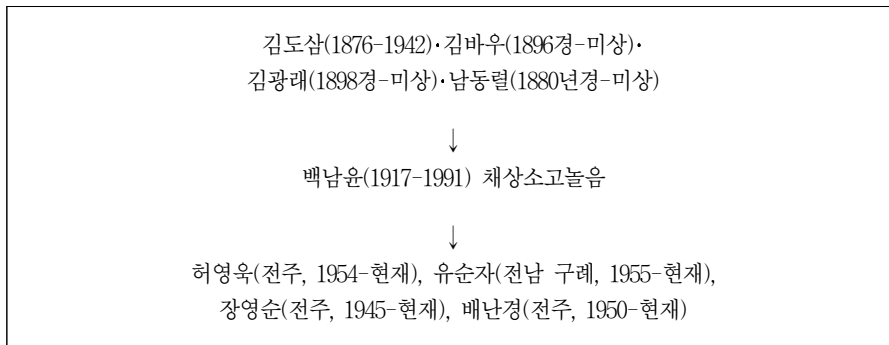 김도삼(1876-1942)·김바우(1896경-미상)·
김광래(1898경-미상)·남동렬(1880년경-미상)
↓
백남윤(1917-1991) 채상소고놀음
↓
허영욱(전주, 1954-현재), 유순자(전남 구례, 1955-현재),
장영순(전주, 1945-현재), 배난경(전주, 1950-현재)